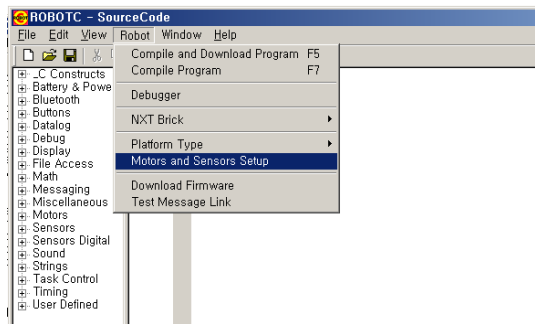 ROBOTC - SourceCode
File Edit View Robot Window Help
Compile and Download Program F5
Compile Program F7
Debugger
NXT Brick
Platform Type
Motors and Sensors Setup
Download Firmware
Test Message Link
_C Constructs
Battery & Powe
Bluetooth
Buttons
Datalog
Debug
Display
File Access
Math
Messaging
Miscellaneous
Motors
Sensors
Sensors Digital
Sound
Strings
Task Control
Timing
User Defined